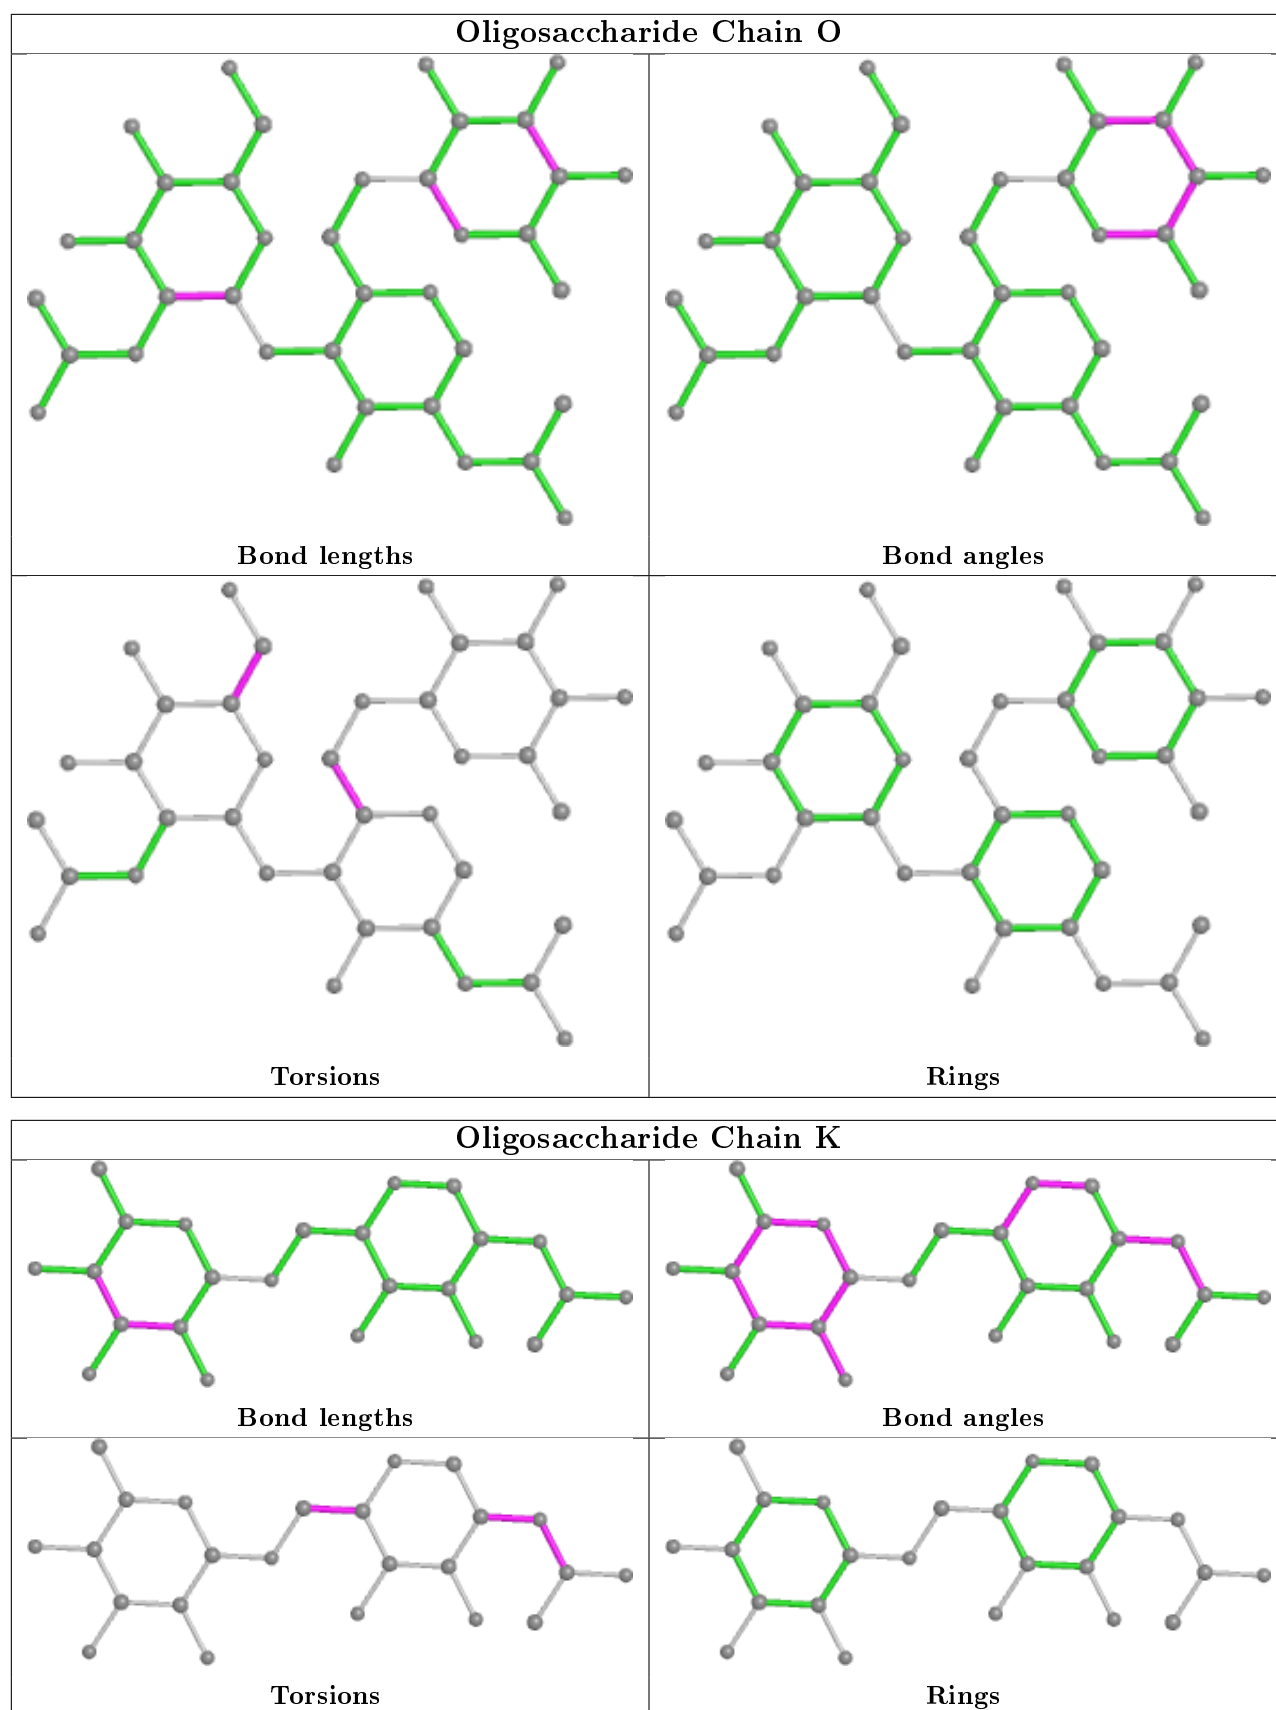 Oligosaccharide Chain O
Bond lengths
Bond angles
Torsions
Rings
Oligosaccharide Chain K
Bond lengths
Bond angles
Torsions
Rings